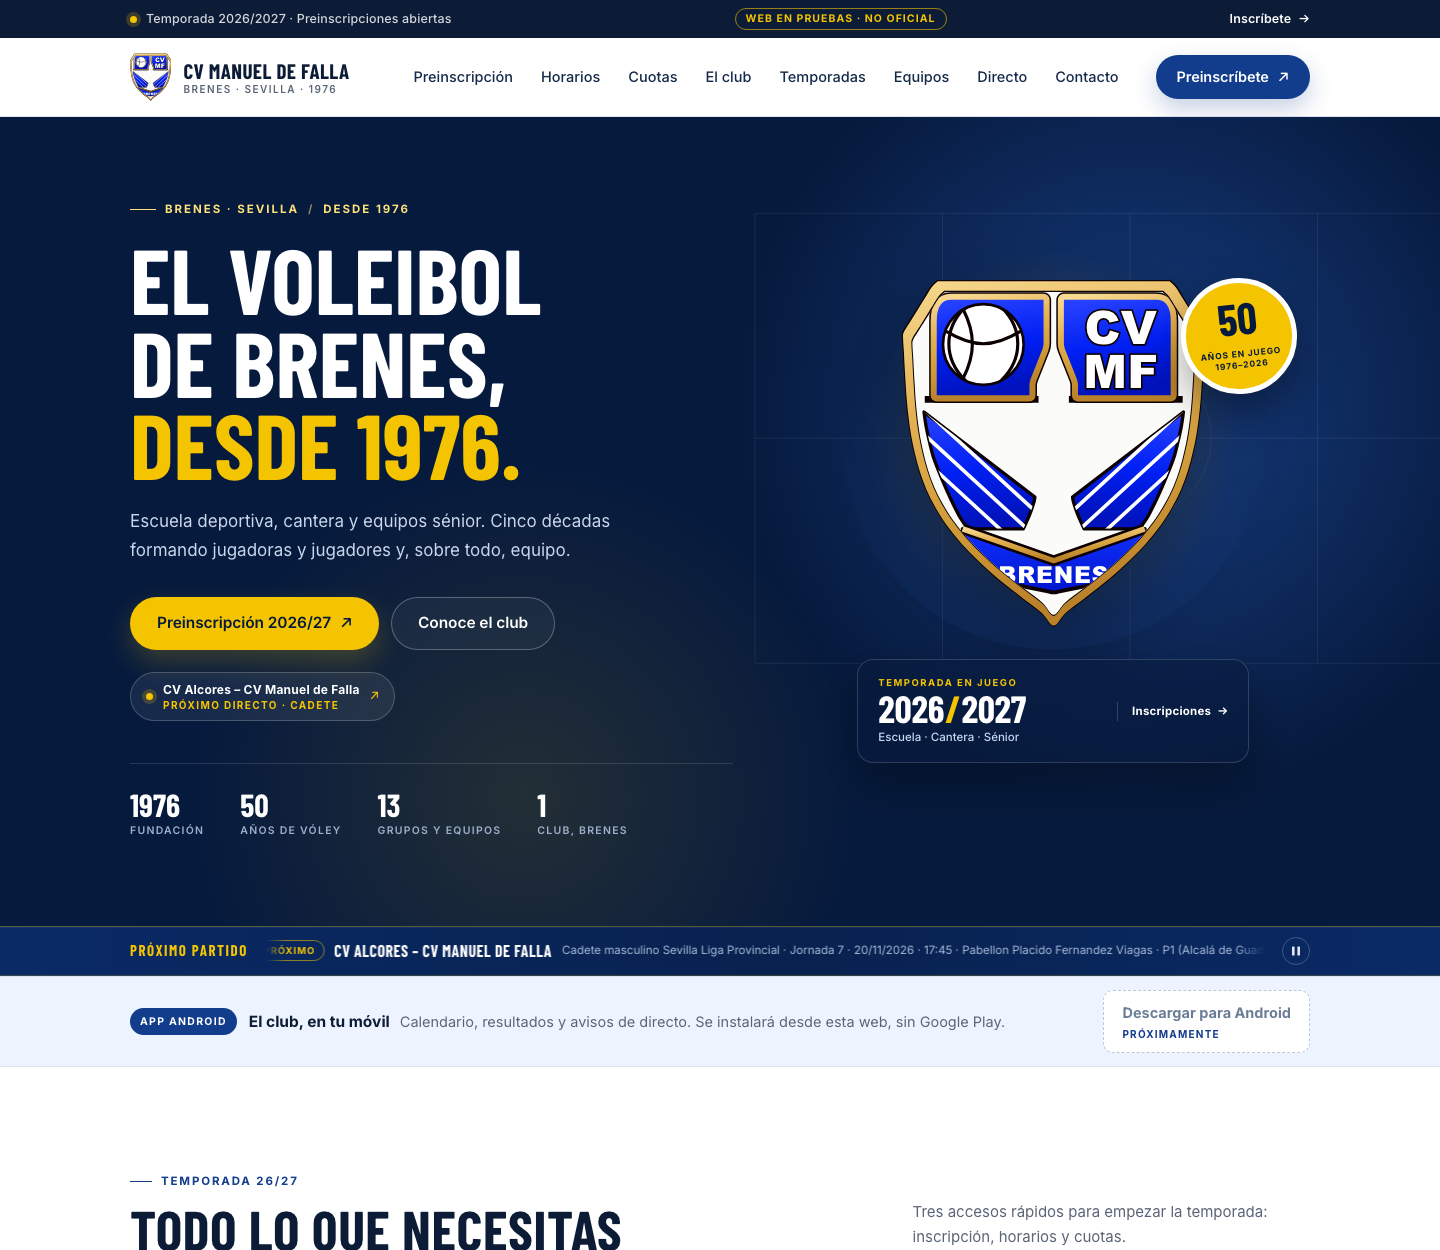 Temporada 2026/2027 · Preinscripciones abiertas
WEB EN PRUEBAS · NO OFICIAL
Inscríbete →
CV MF
CV MANUEL DE FALLA
BRENES · SEVILLA · 1976
Preinscripción
Horarios
Cuotas
El club
Temporadas
Equipos
Directo
Contacto
Preinscríbete ↗
BRENES · SEVILLA / DESDE 1976
EL VOLEIBOL
DE BRENES,
DESDE 1976.
Escuela deportiva, cantera y equipos sénior. Cinco décadas
formando jugadoras y jugadores y, sobre todo, equipo.
Preinscripción 2026/27 ↗
Conoce el club
CV Alcores – CV Manuel de Falla ↗
PRÓXIMO DIRECTO · CADETE
1976
FUNDACIÓN
50
AÑOS DE VÓLEY
13
GRUPOS Y EQUIPOS
1
CLUB, BRENES
CV
MF
BRENES
50
AÑOS EN JUEGO
1976–2026
TEMPORADA EN JUEGO
2026/2027
Escuela · Cantera · Sénior
Inscripciones →
PRÓXIMO PARTIDO
RÓXIMO
CV ALCORES – CV MANUEL DE FALLA
Cadete masculino Sevilla Liga Provincial · Jornada 7 · 20/11/2026 · 17:45 · Pabellon Placido Fernandez Viagas · P1 (Alcalá de
APP ANDROID
El club, en tu móvil
Calendario, resultados y avisos de directo. Se instalará desde esta web, sin Google Play.
Descargar para Android
PRÓXIMAMENTE
TEMPORADA 26/27
TODO LO QUE NECESITAS
Tres accesos rápidos para empezar la temporada:
inscripción, horarios y cuotas.